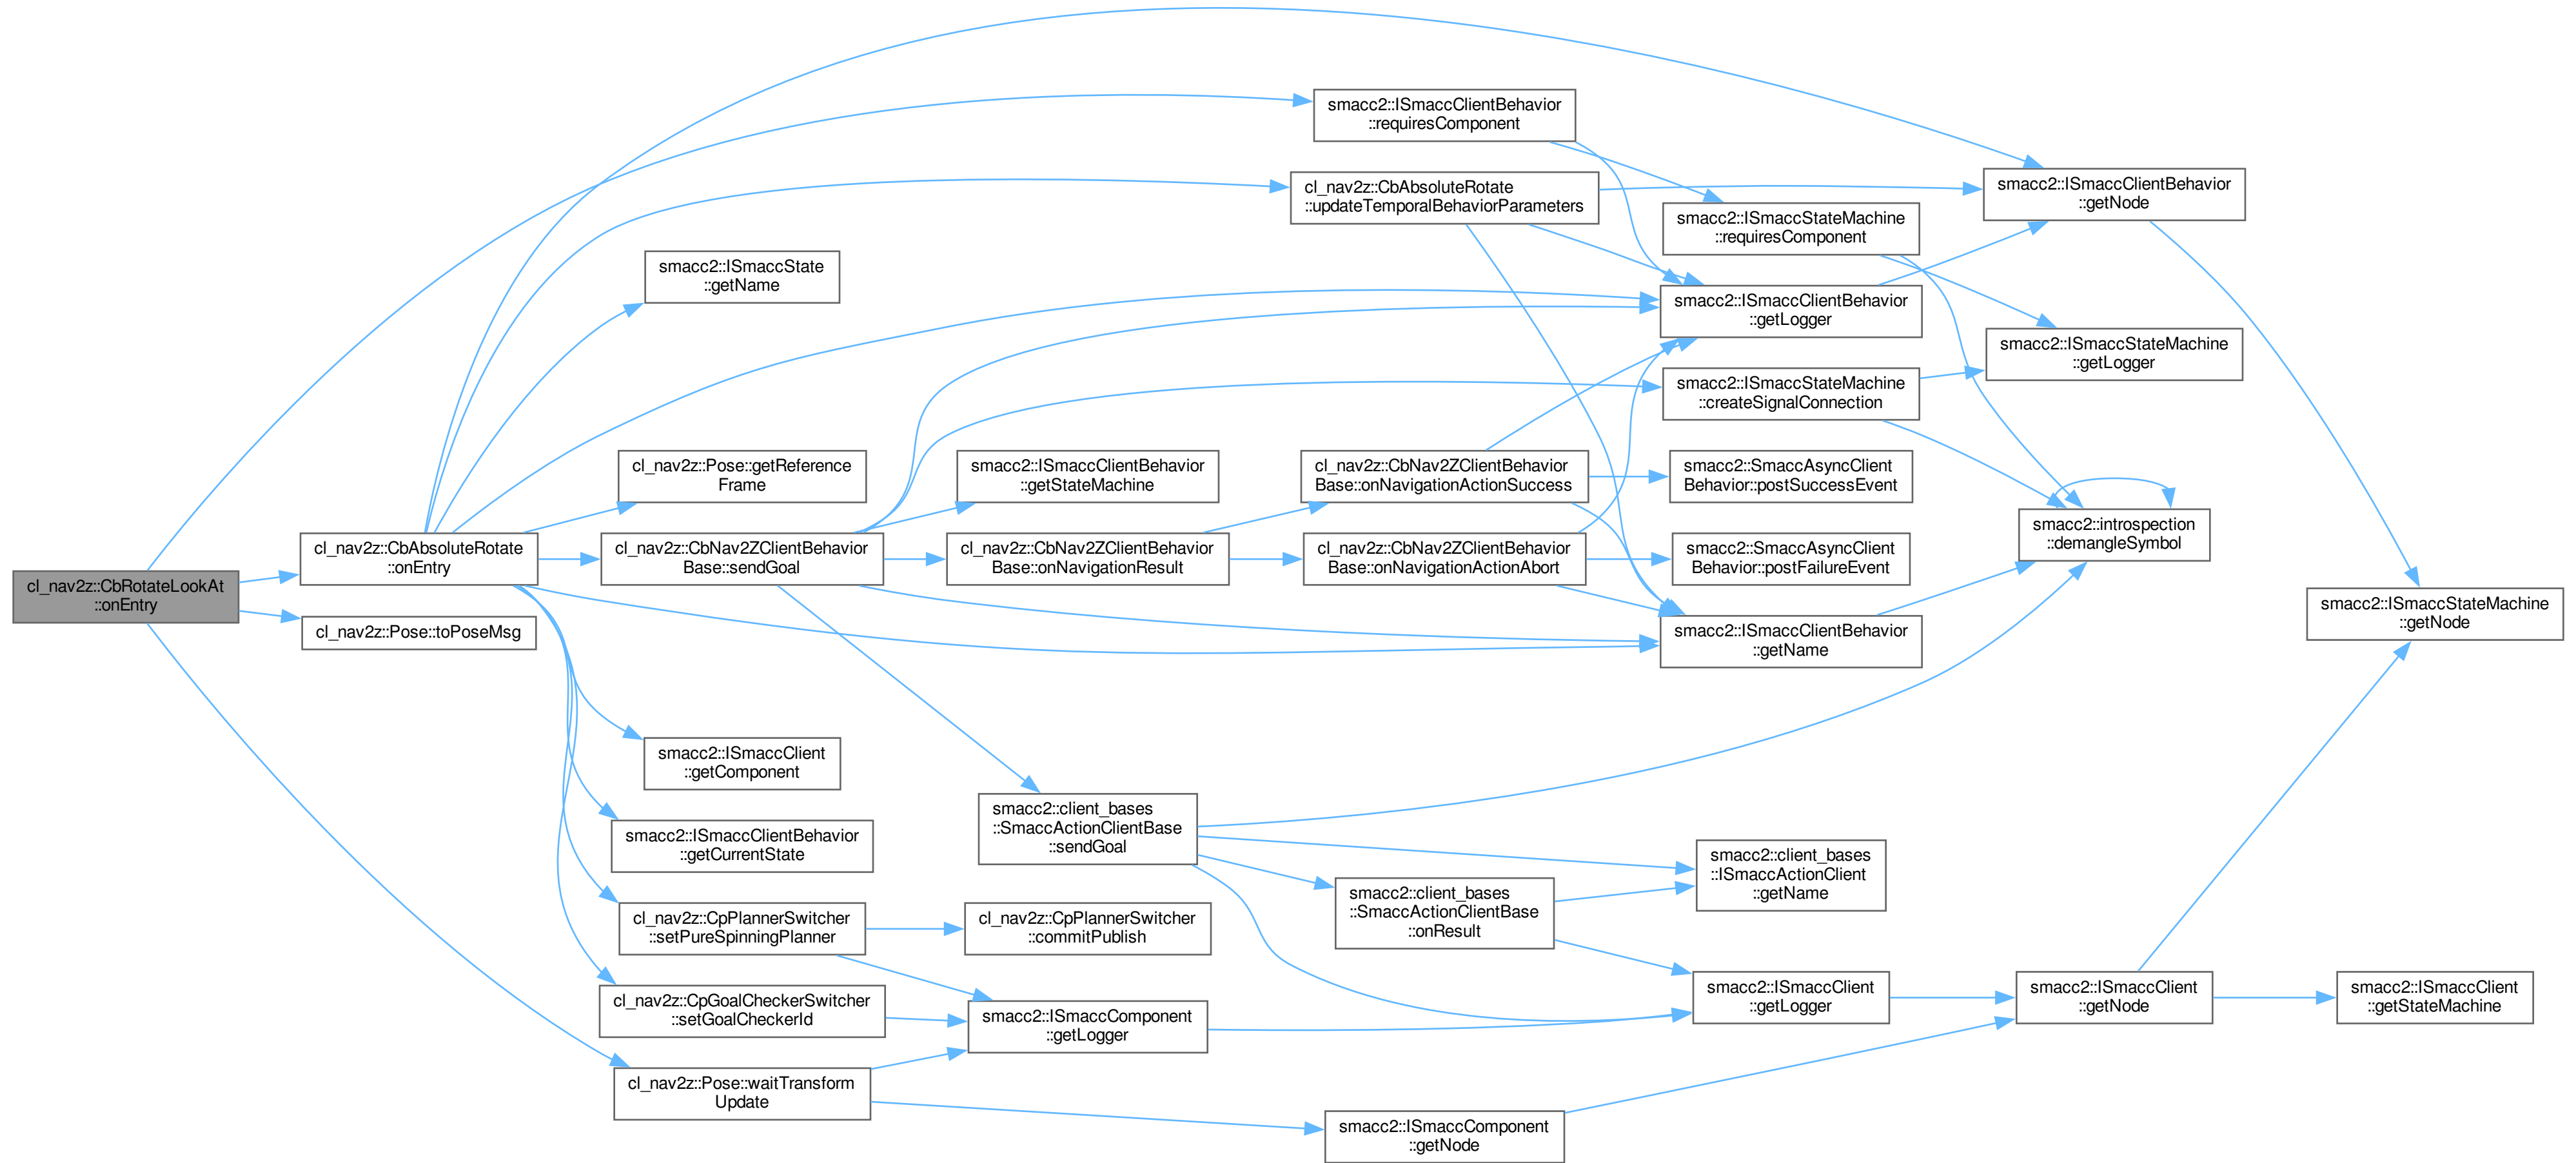 cl_nav2z::CbRotateLookAt
::onEntry
cl_nav2z::CbAbsoluteRotate
::onEntry
cl_nav2z::Pose::toPoseMsg
smacc2::ISmaccState
::getName
cl_nav2z::Pose::getReference
Frame
cl_nav2z::CbNav2ZClientBehavior
Base::sendGoal
smacc2::ISmaccClient
::getComponent
smacc2::ISmaccClientBehavior
::getCurrentState
cl_nav2z::CpPlannerSwitcher
::setPureSpinningPlanner
cl_nav2z::CpGoalCheckerSwitcher
::setGoalCheckerId
cl_nav2z::Pose::waitTransform
Update
smacc2::ISmaccClientBehavior
::getStateMachine
cl_nav2z::CbNav2ZClientBehavior
Base::onNavigationResult
smacc2::client_bases
::SmaccActionClientBase
::sendGoal
cl_nav2z::CpPlannerSwitcher
::commitPublish
smacc2::ISmaccComponent
::getLogger
smacc2::ISmaccClientBehavior
::requiresComponent
cl_nav2z::CbAbsoluteRotate
::updateTemporalBehaviorParameters
cl_nav2z::CbNav2ZClientBehavior
Base::onNavigationActionSuccess
cl_nav2z::CbNav2ZClientBehavior
Base::onNavigationActionAbort
smacc2::client_bases
::SmaccActionClientBase
::onResult
smacc2::ISmaccComponent
::getNode
smacc2::ISmaccStateMachine
::requiresComponent
smacc2::ISmaccClientBehavior
::getLogger
smacc2::ISmaccStateMachine
::createSignalConnection
smacc2::SmaccAsyncClient
Behavior::postSuccessEvent
smacc2::SmaccAsyncClient
Behavior::postFailureEvent
smacc2::ISmaccClientBehavior
::getName
smacc2::client_bases
::ISmaccActionClient
::getName
smacc2::ISmaccClient
::getLogger
smacc2::ISmaccClientBehavior
::getNode
smacc2::ISmaccStateMachine
::getLogger
smacc2::introspection
::demangleSymbol
smacc2::ISmaccClient
::getNode
smacc2::ISmaccStateMachine
::getNode
smacc2::ISmaccClient
::getStateMachine